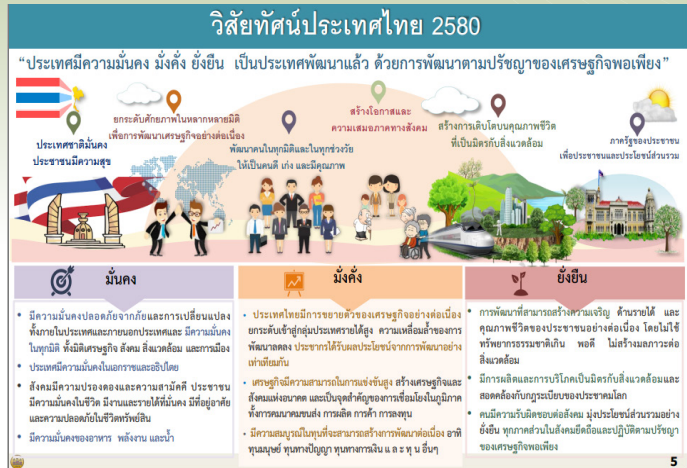 วิสัยทัศน์ประเทศไทย 2580
“ประเทศมีความมั่นคง มั่งคั่ง ยั่งยืน เป็นประเทศพัฒนาแล้ว ด้วยการพัฒนาตามปรัชญาของเศรษฐกิจพอเพียง”
ประเทศชาติมั่นคง
ประชาชนมีความสุข
ยกระดับศักยภาพในหลากหลายมิติ
เพื่อการพัฒนาเศรษฐกิจอย่างต่อเนื่อง
พัฒนาคนในทุกมิติและในทุกช่วงวัย
ให้เป็นคนดี เก่ง และมีคุณภาพ
สร้างโอกาสและ
ความเสมอภาคทางสังคม
สร้างการเติบโตบนคุณภาพชีวิต
ที่เป็นมิตรกับสิ่งแวดล้อม
ภาครัฐของประชาชน
เพื่อประชาชนและประโยชน์ส่วนรวม
มั่นคง
• มีความมั่นคงปลอดภัยจากภัยและการเปลี่ยนแปลง
ทั้งภายในประเทศและภายนอกประเทศและ มีความมั่นคง
ในทุกมิติ ทั้งมิติเศรษฐกิจ สังคม สิ่งแวดล้อม และการเมือง
• ประเทศมีความมั่นคงในเอกราชและอธิปไตย
• สังคมมีความปรองดองและความสามัคคี ประชาชน
มีความมั่นคงในชีวิต มีงานและรายได้ที่มั่นคง มีที่อยู่อาศัย
และความปลอดภัยในชีวิตทรัพย์สิน
• มีความมั่นคงของอาหาร พลังงาน และน้ำ
มั่งคั่ง
• ประเทศไทยมีการขยายตัวของเศรษฐกิจอย่างต่อเนื่อง
ยกระดับเข้าสู่กลุ่มประเทศรายได้สูง ความเหลื่อมล้ำของการ
พัฒนาลดลง ประชากรได้รับผลประโยชน์จากการพัฒนาอย่าง
เท่าเทียมกัน
• เศรษฐกิจมีความสามารถในการแข่งขันสูง สร้างเศรษฐกิจและ
สังคมแห่งอนาคต และเป็นจุดสำคัญของการเชื่อมโยงในภูมิภาค
ทั้งการคมนาคมขนส่ง การผลิต การค้า การลงทุน
• มีความสมบูรณ์ในทุนที่จะสามารถสร้างการพัฒนาต่อเนื่อง อาทิ
ทุนมนุษย์ ทุนทางปัญญา ทุนทางการเงิน และทุนอื่นๆ
ยั่งยืน
• การพัฒนาที่สามารถสร้างความเจริญ ด้านรายได้ และ
คุณภาพชีวิตของประชาชนอย่างต่อเนื่อง โดยไม่ใช้
ทรัพยากรธรรมชาติเกิน พอดี ไม่สร้างมลภาวะต่อ
สิ่งแวดล้อม
• มีการผลิตและการบริโภคเป็นมิตรกับสิ่งแวดล้อมและ
สอดคล้องกับกฎระเบียบของประชาคมโลก
• คนมีความรับผิดชอบต่อสังคม มุ่งประโยชน์ส่วนรวมอย่าง
ยั่งยืน ทุกภาคส่วนในสังคมยึดถือและปฏิบัติตามปรัชญา
ของเศรษฐกิจพอเพียง
5